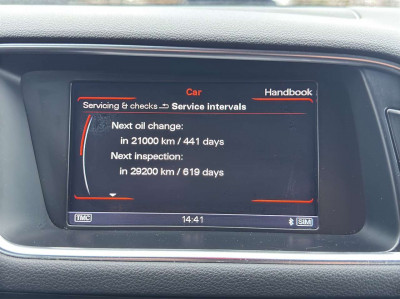 Car Handbook
Servicing & checks Service intervals
Next oil change:
in 21000 km / 441 days
Next inspection:
in 29200 km / 619 days
TMC 14:41 SIM